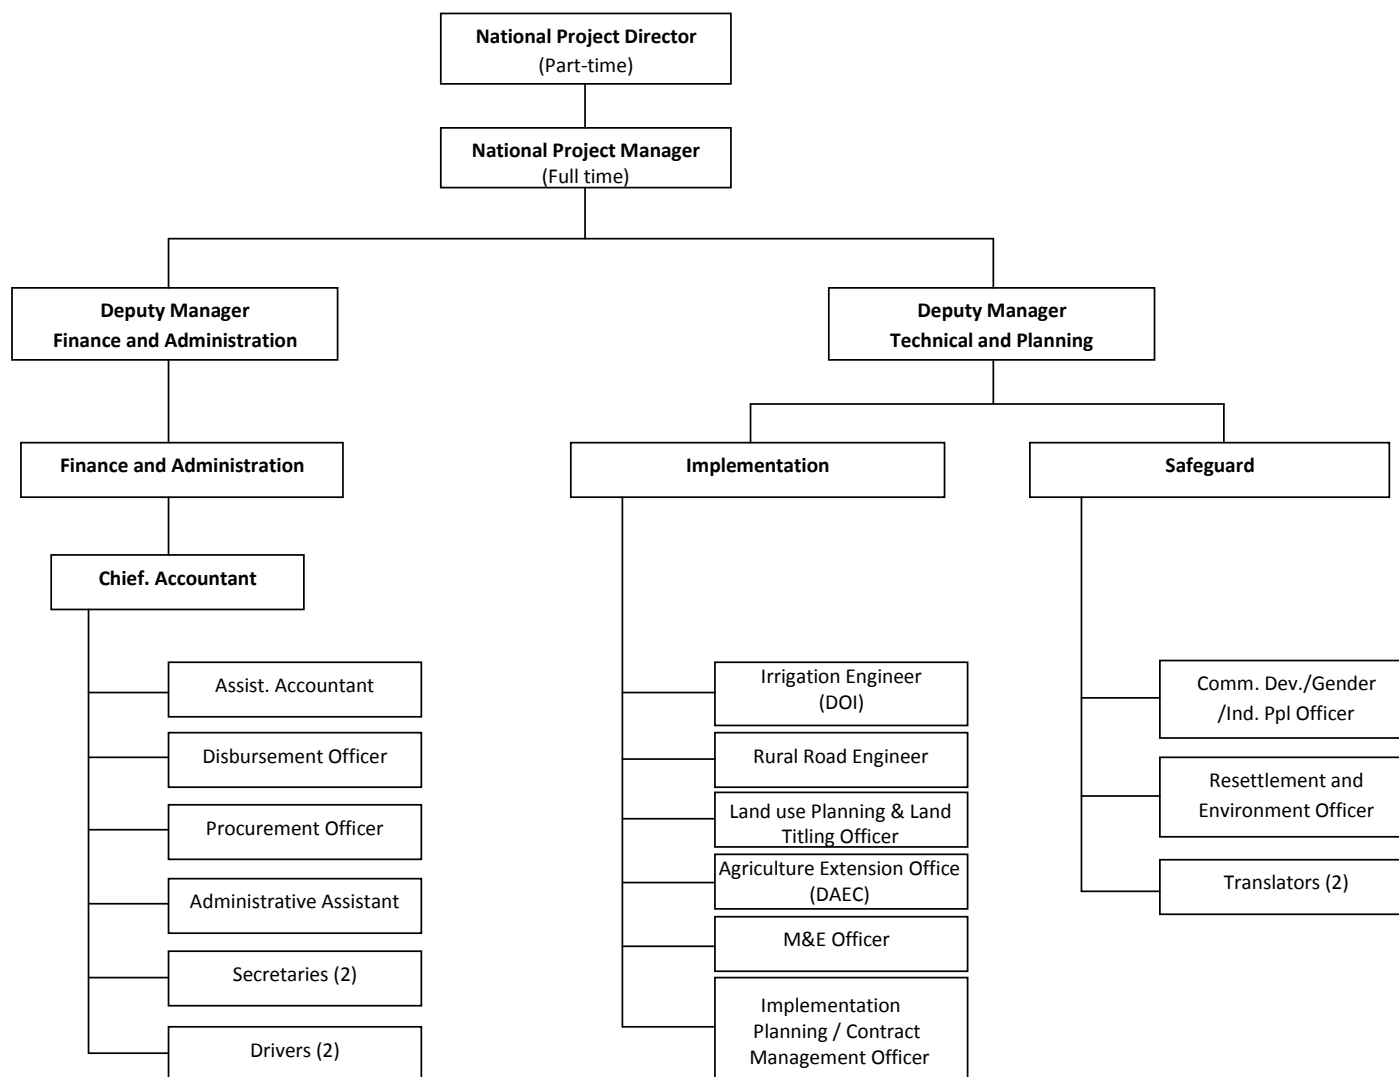 National Project Director
(Part-time)
National Project Manager
(Full time)
Deputy Manager
Finance and Administration
Deputy Manager
Technical and Planning
Finance and Administration
Implementation
Safeguard
Chief. Accountant
Assist. Accountant
Disbursement Officer
Procurement Officer
Administrative Assistant
Secretaries (2)
Drivers (2)
Irrigation Engineer
(DOI)
Rural Road Engineer
Land use Planning & Land
Titling Officer
Agriculture Extension Office
(DAEC)
M&E Officer
Implementation
Planning / Contract
Management Officer
Comm. Dev./Gender
/Ind. Ppl Officer
Resettlement and
Environment Officer
Translators (2)